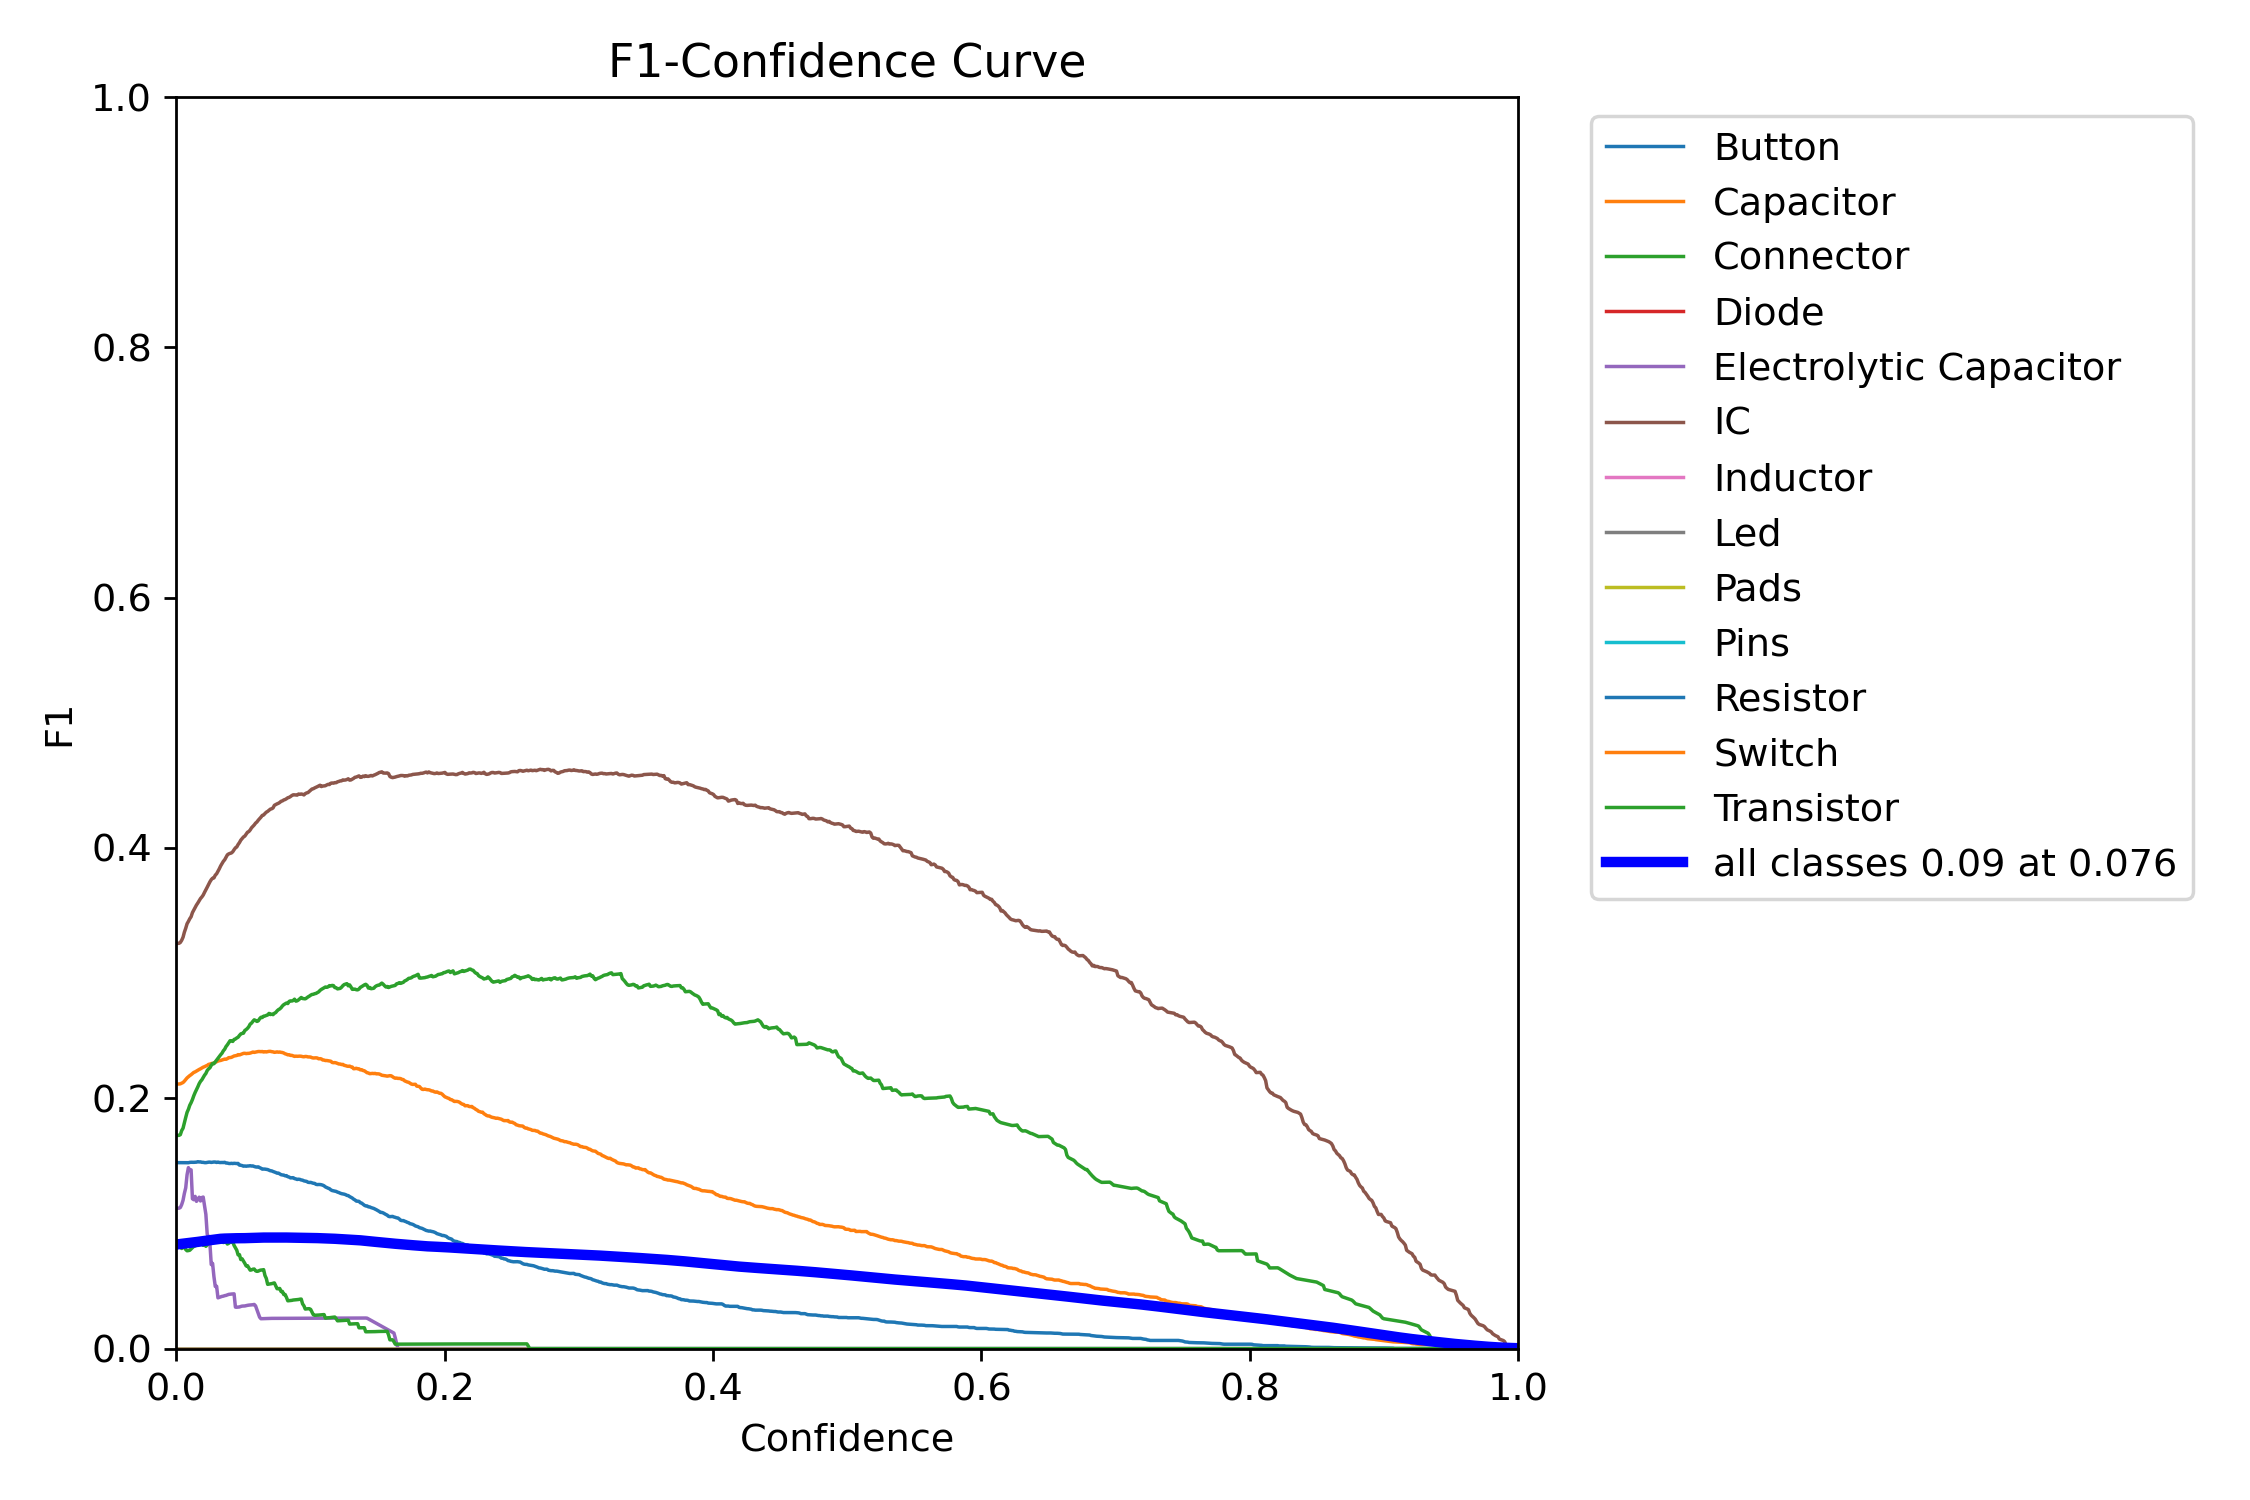 F1-Confidence Curve
1.0
0.8
0.6
0.4
0.2
0.0
F1
0.0 0.2 0.4 0.6 0.8 1.0
Confidence
Button
Capacitor
Connector
Diode
Electrolytic Capacitor
IC
Inductor
Led
Pads
Pins
Resistor
Switch
Transistor
all classes 0.09 at 0.076